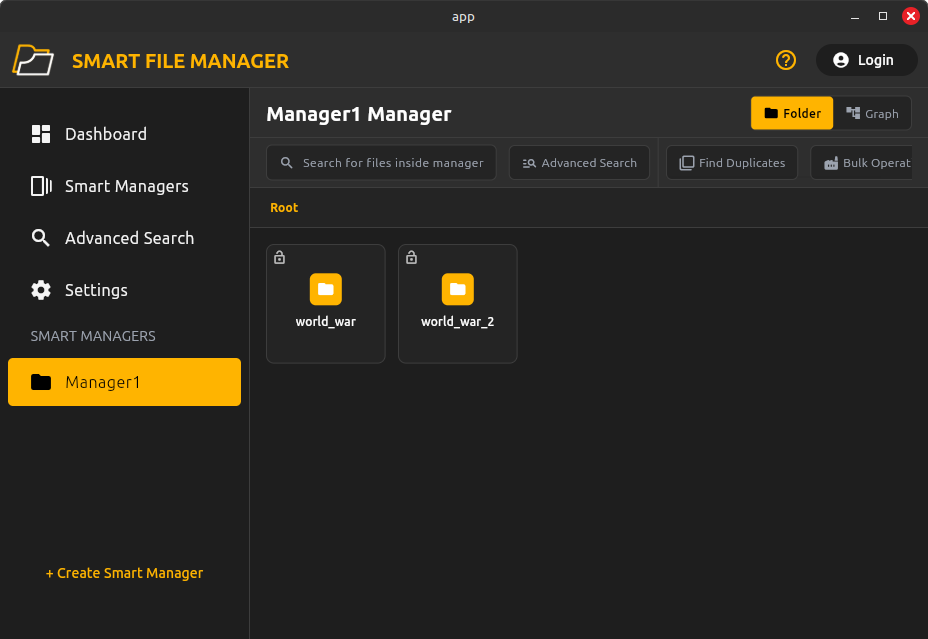 app
SMART FILE MANAGER
Login
Dashboard
Smart Managers
Advanced Search
Settings
SMART MANAGERS
Manager1
+ Create Smart Manager
Manager1 Manager
Folder
Graph
Search for files inside manager
Advanced Search
Find Duplicates
Bulk Operat
Root
world_war
world_war_2